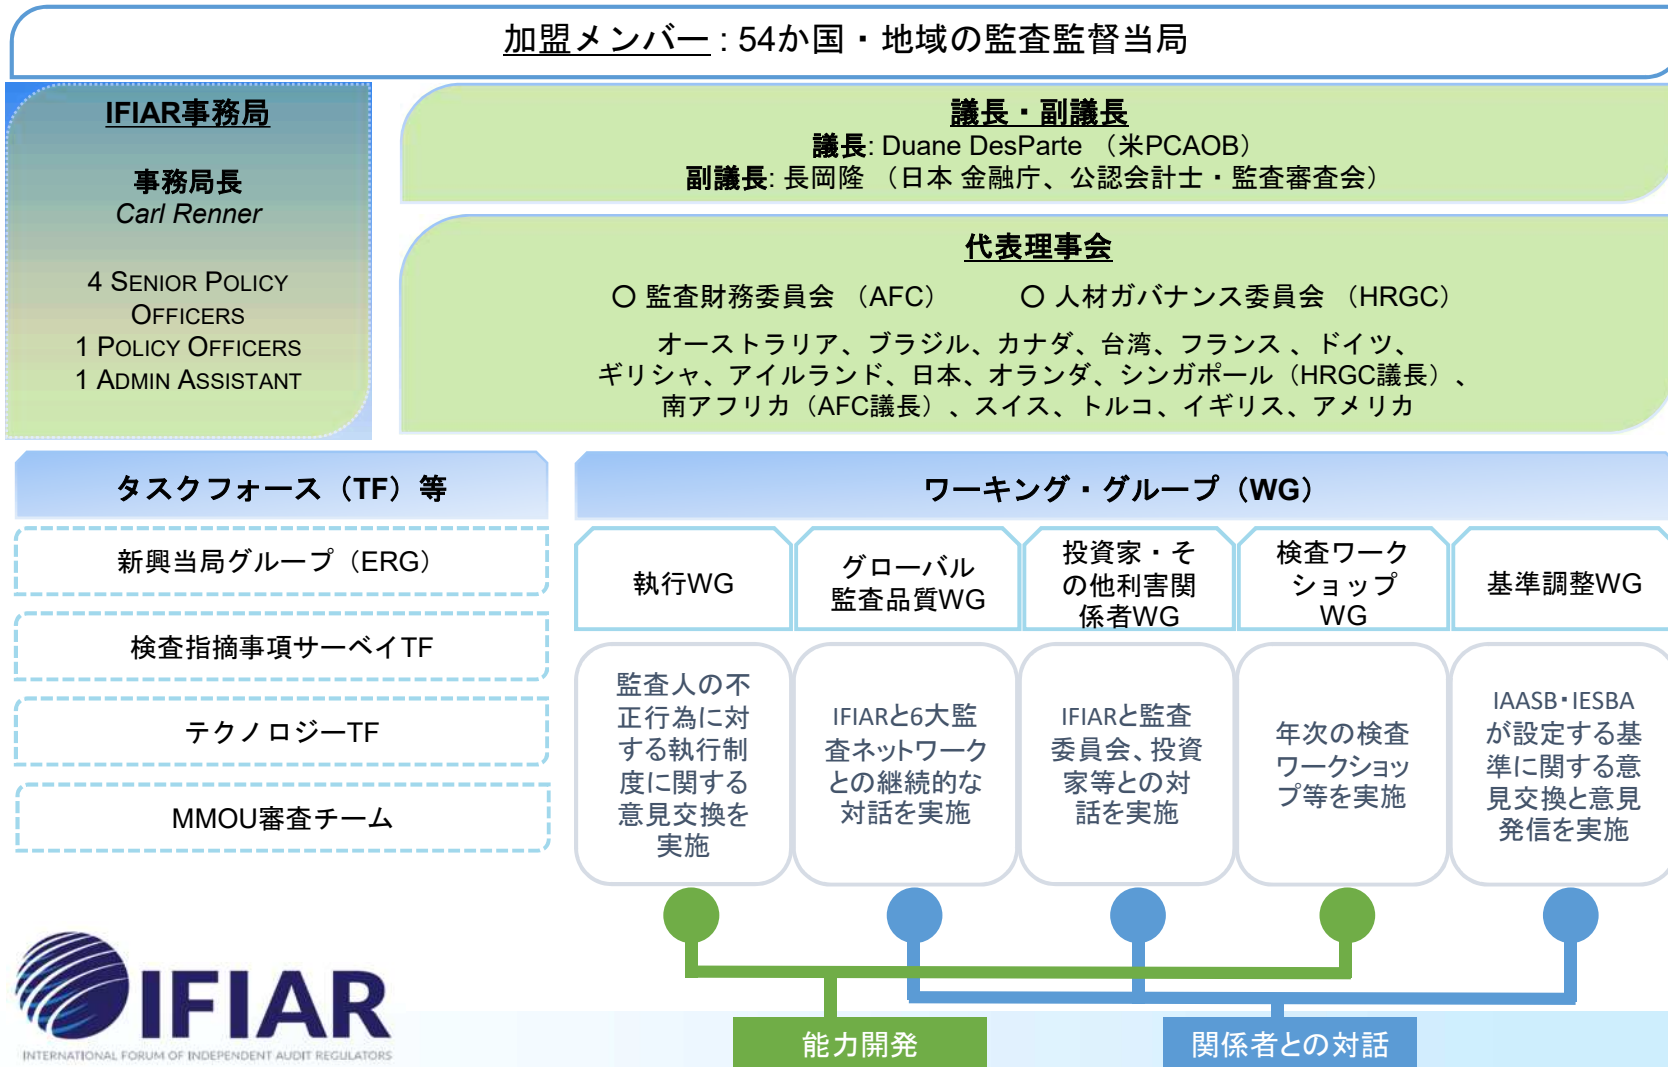 加盟メンバー : 54か国・地域の監査監督当局
IFIAR事務局
事務局長
Carl Renner
4 SENIOR POLICY
OFFICERS
1 POLICY OFFICERS
1 ADMIN ASSISTANT
議長・副議長
議長: Duane DesParte （米PCAOB）
副議長: 長岡隆 （日本 金融庁、公認会計士・監査審査会）
代表理事会
〇 監査財務委員会 （AFC） 〇 人材ガバナンス委員会 （HRGC）
オーストラリア、ブラジル、カナダ、台湾、フランス 、ドイツ、
ギリシャ、アイルランド、日本、オランダ、シンガポール（HRGC議長）、
南アフリカ（AFC議長）、スイス、トルコ、イギリス、アメリカ
タスクフォース（TF）等
新興当局グループ（ERG）
検査指摘事項サーベイTF
テクノロジーTF
MMOU審査チーム
ワーキング・グループ（WG）
執行WG
監査人の不
正行為に対
する執行制
度に関する
意見交換を
実施
グローバル
監査品質WG
IFIARと6大監
査ネットワーク
との継続的な
対話を実施
投資家・そ
の他利害関
係者WG
IFIARと監査
委員会、投資
家等との対
話を実施
検査ワーク
ショップ
WG
年次の検査
ワークショッ
プ等を実施
基準調整WG
IAASB・IESBA
が設定する基
準に関する意
見交換と意見
発信を実施
能力開発
関係者との対話
IFIAR
INTERNATIONAL FORUM OF INDEPENDENT AUDIT REGULATORS